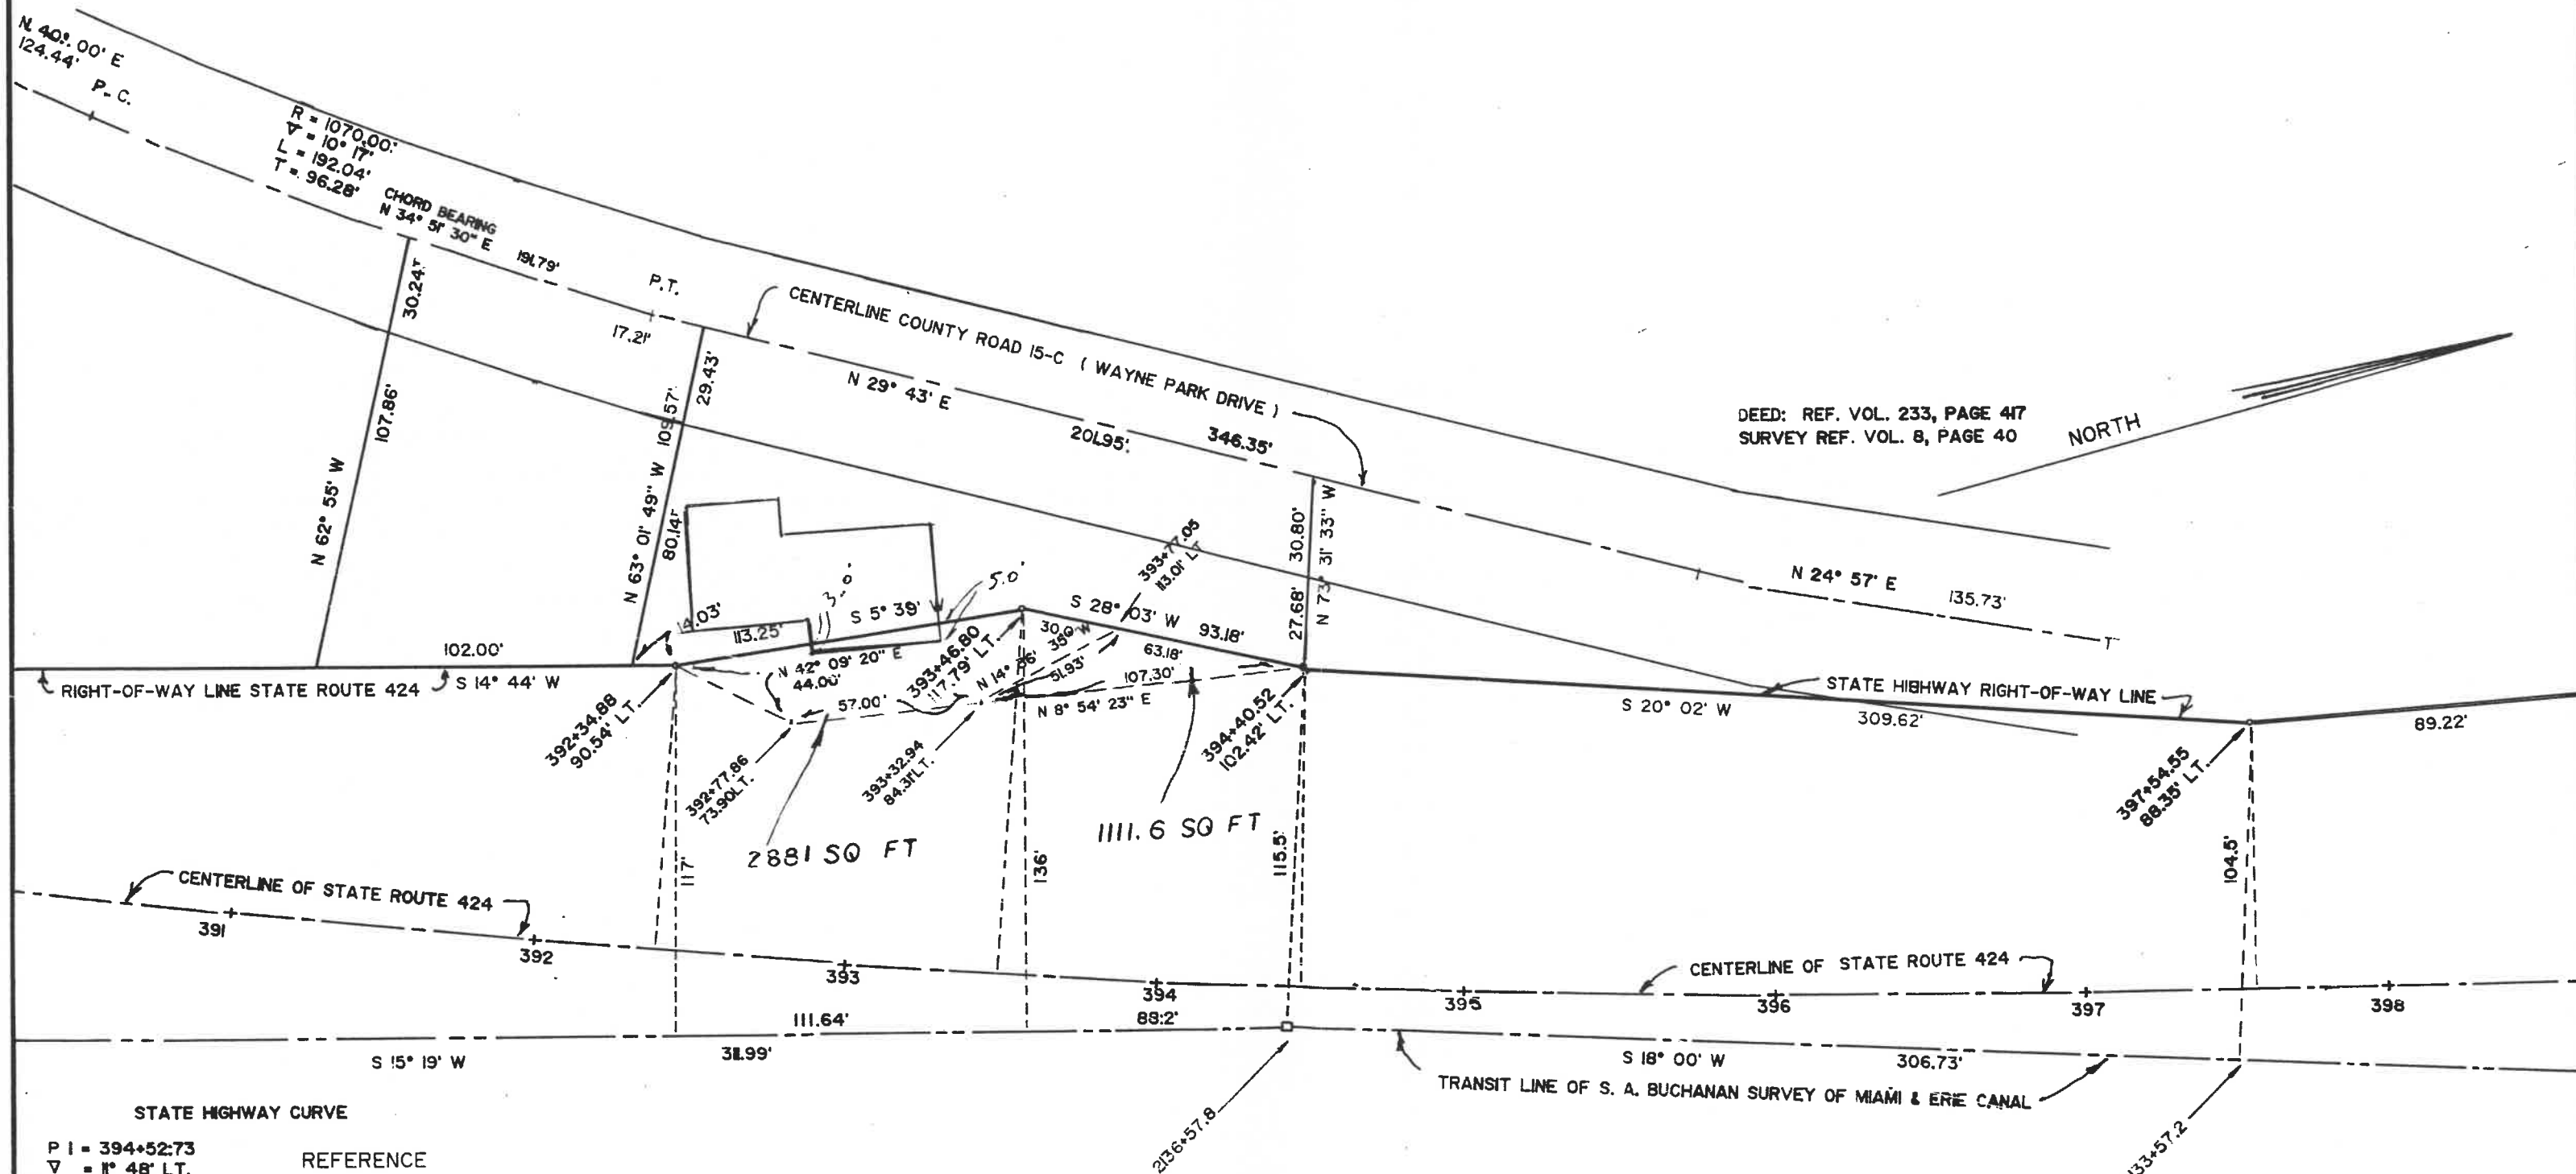 N. 40° 00' E
124.44'
P. C.
R = 1070.00'
∇ = 10° 17'
L = 192.04'
T = 96.28'
CHORD BEARING
N 34° 51' 30" E
191.79'
P.T.
17.21'
30.24'
107.86'
N 62° 55' W
29.43'
N 63° 01' 49" W 109.57'
80.14'
CENTERLINE COUNTY ROAD 15-C ( WAYNE PARK DRIVE )
N 29° 43' E
201.95'
346.35'
DEED: REF. VOL. 233, PAGE 417
SURVEY REF. VOL. 8, PAGE 40
NORTH
N 24° 57' E
135.73'
T
30.80'
27.68'
N 73° 31' 33" W
393+77.05
113.01' LT.
3.0'
5.0'
S 5° 39'
S 28° 03' W
93.18'
30.0
63.18'
14.03'
113.25'
102.00'
RIGHT-OF-WAY LINE STATE ROUTE 424
S 14° 44' W
N 42° 09' 20" E
44.00'
57.00'
393+46.80
117.79' LT.
51.93'
107.30'
N 8° 54' 23" E
STATE HIGHWAY RIGHT-OF-WAY LINE
S 20° 02' W
309.62'
89.22'
392+34.88
90.54' LT.
392+77.86
73.90 LT.
393+32.94
84.31' LT.
394+40.52
102.42' LT.
397+54.55
88.35' LT.
2881 SQ FT
1111.6 SQ FT
117'
136'
115.5'
104.5'
CENTERLINE OF STATE ROUTE 424
391
392
393
394
395
396
397
398
CENTERLINE OF STATE ROUTE 424
111.64'
88.2'
S 15° 19' W
311.99'
S 18° 00' W
306.73'
TRANSIT LINE OF S. A. BUCHANAN SURVEY OF MIAMI & ERIE CANAL
2136+57.8
133+57.2
STATE HIGHWAY CURVE
P I = 394+52.73
∇ = 11° 48' LT.
REFERENCE